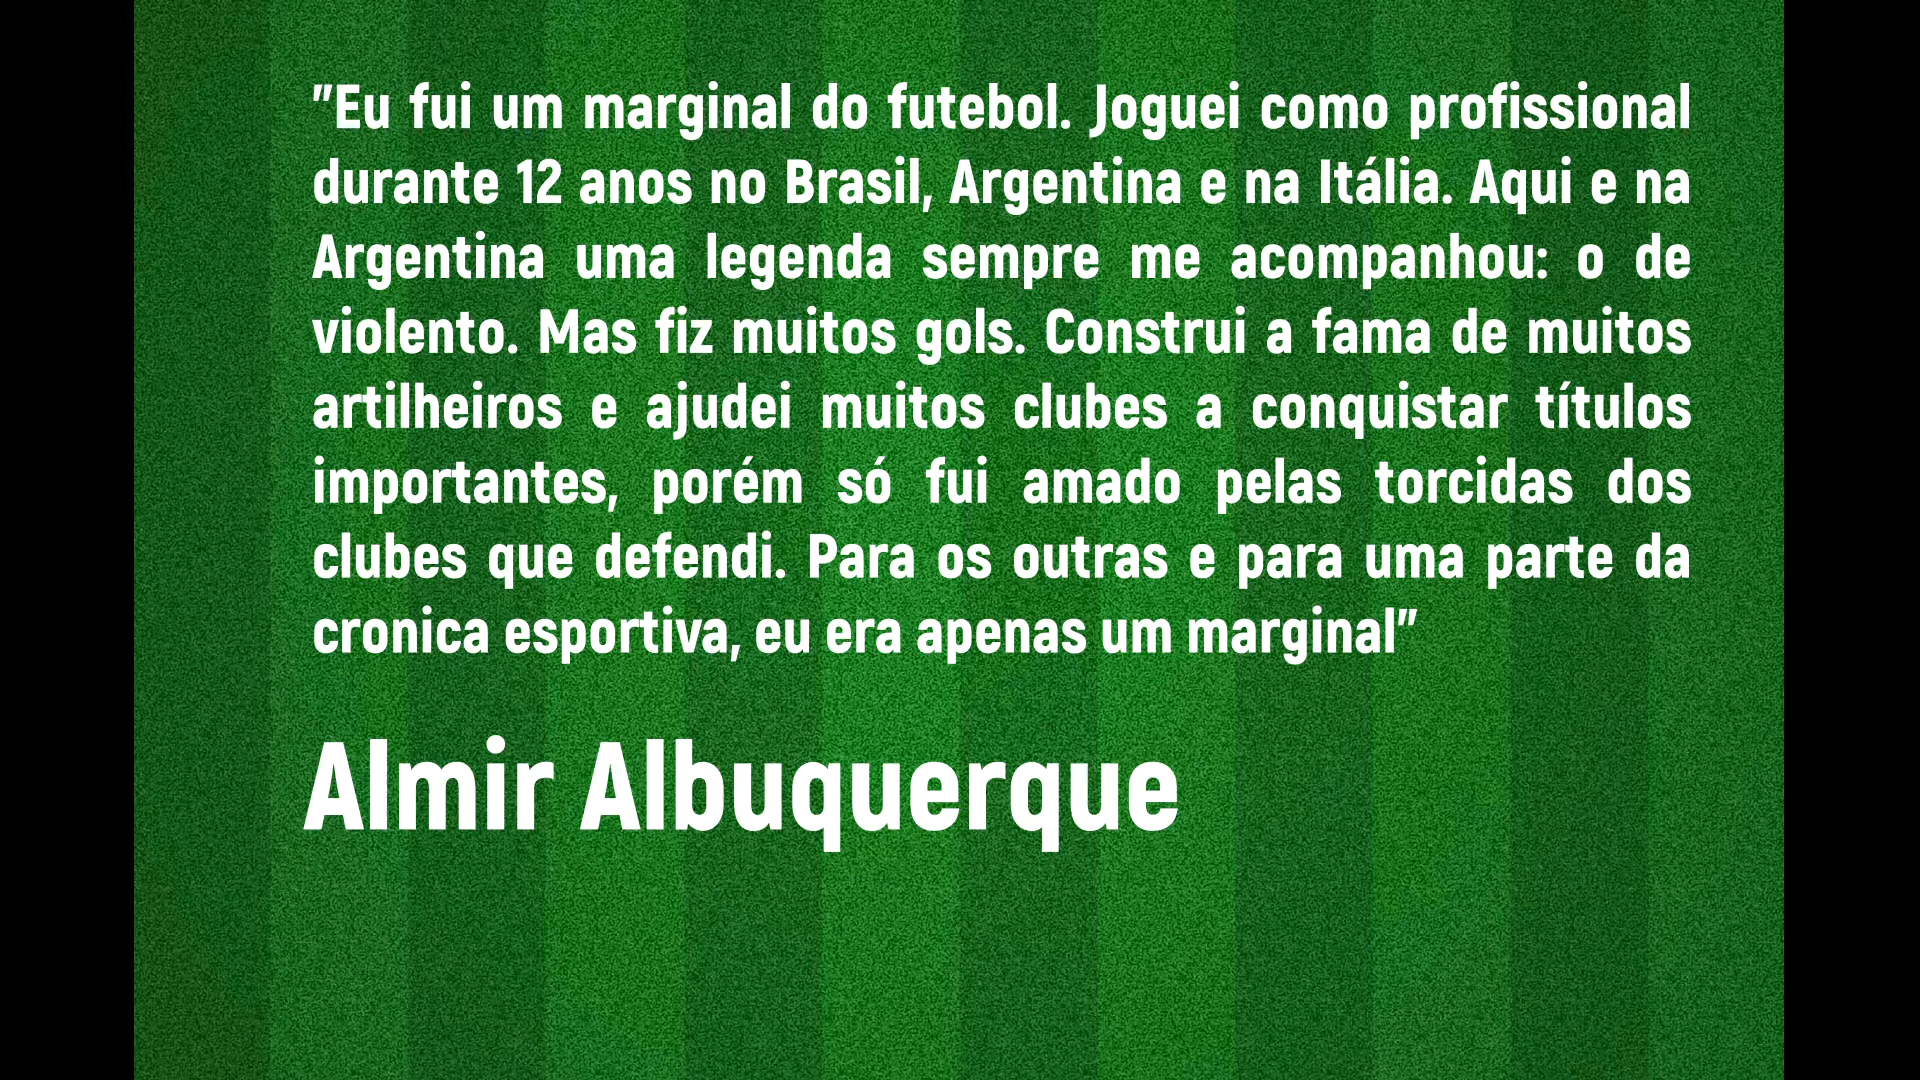 "Eu fui um marginal do futebol. Joguei como profissional
durante 12 anos no Brasil, Argentina e na Itália. Aqui e na
Argentina uma legenda sempre me acompanhou: o de
violento. Mas fiz muitos gols. Construi a fama de muitos
artilheiros e ajudei muitos clubes a conquistar títulos
importantes, porém só fui amado pelas torcidas dos
clubes que defendi. Para os outras e para uma parte da
cronica esportiva, eu era apenas um marginal"
Almir Albuquerque